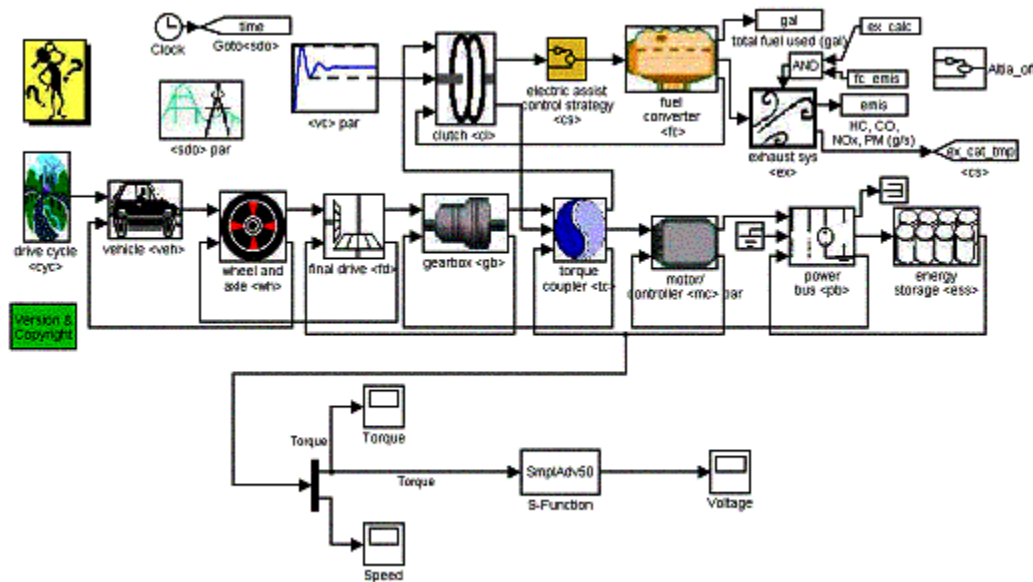 time
Clock
Goto<sdo>
<sdo> par
<vc> par
clutch <cl>
electric assist
control strategy <cs>
fuel
converter
<fc>
gal
total fuel used (gal)
ex_calc
AND
fc_emis
emis
HC, CO,
NOx, PM (g/s)
exhaust sys
<ex>
ex_cat_tmp
<cs>
Altia_off
drive cycle
<cyc>
vehicle <veh>
wheel and
axle <wh>
final drive <fd>
gearbox <gb>
torque
coupler <tc>
motor/
controller <mc> par
power
bus <pb>
energy
storage <ess>
Version &
Copyright
Torque
Torque
Torque
SmplAdv50
S-Function
Voltage
Speed